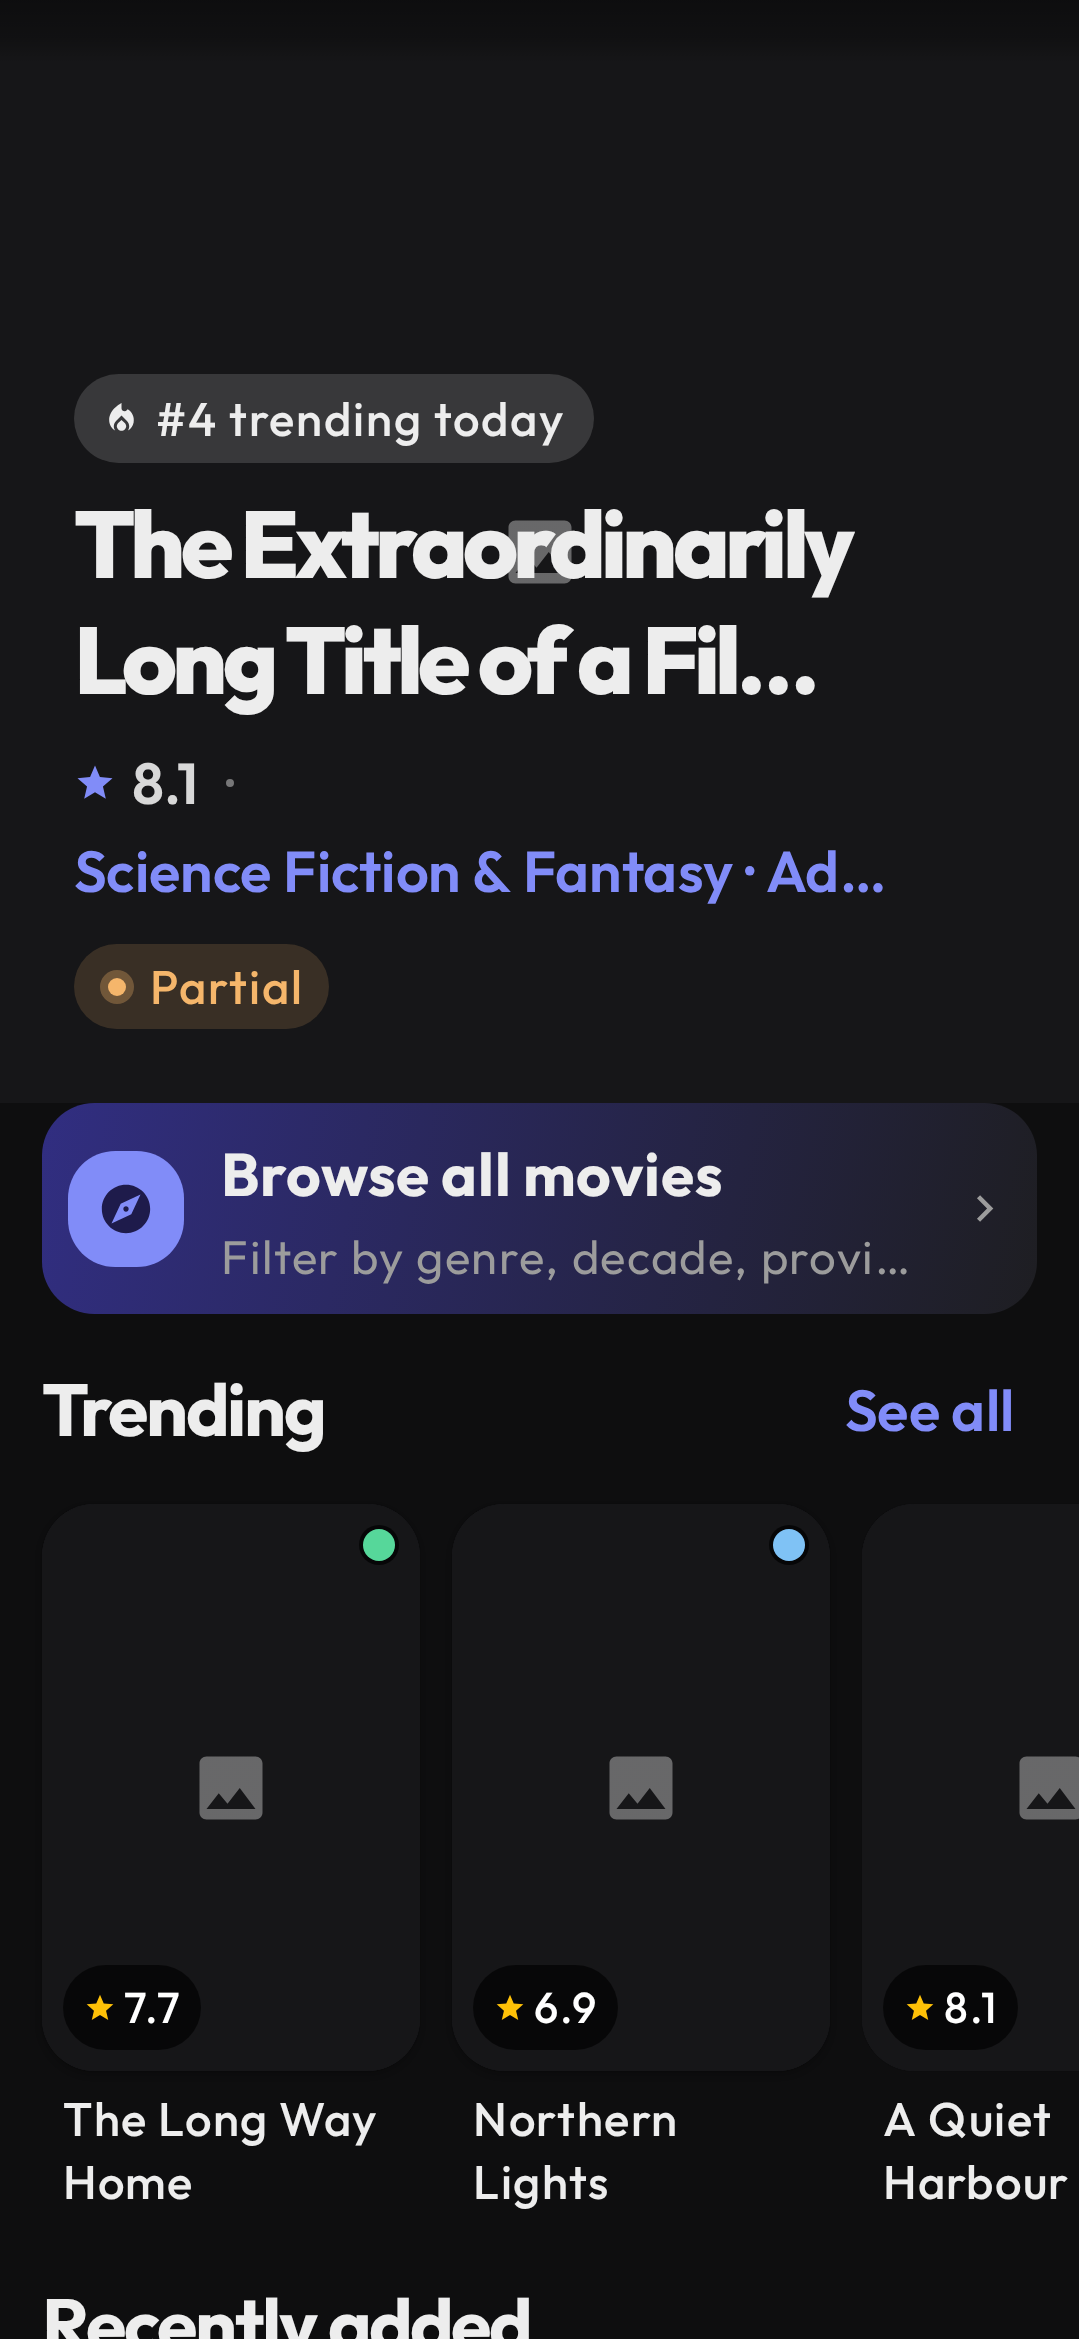 #4 trending today
The Extraordinarily
Long Title of a Fil...
8.1 ·
Science Fiction & Fantasy · Ad...
Partial
Browse all movies
Filter by genre, decade, provi...
Trending
See all
7.7
6.9
8.1
The Long Way
Home
Northern
Lights
A Quiet
Harbour
Recently added